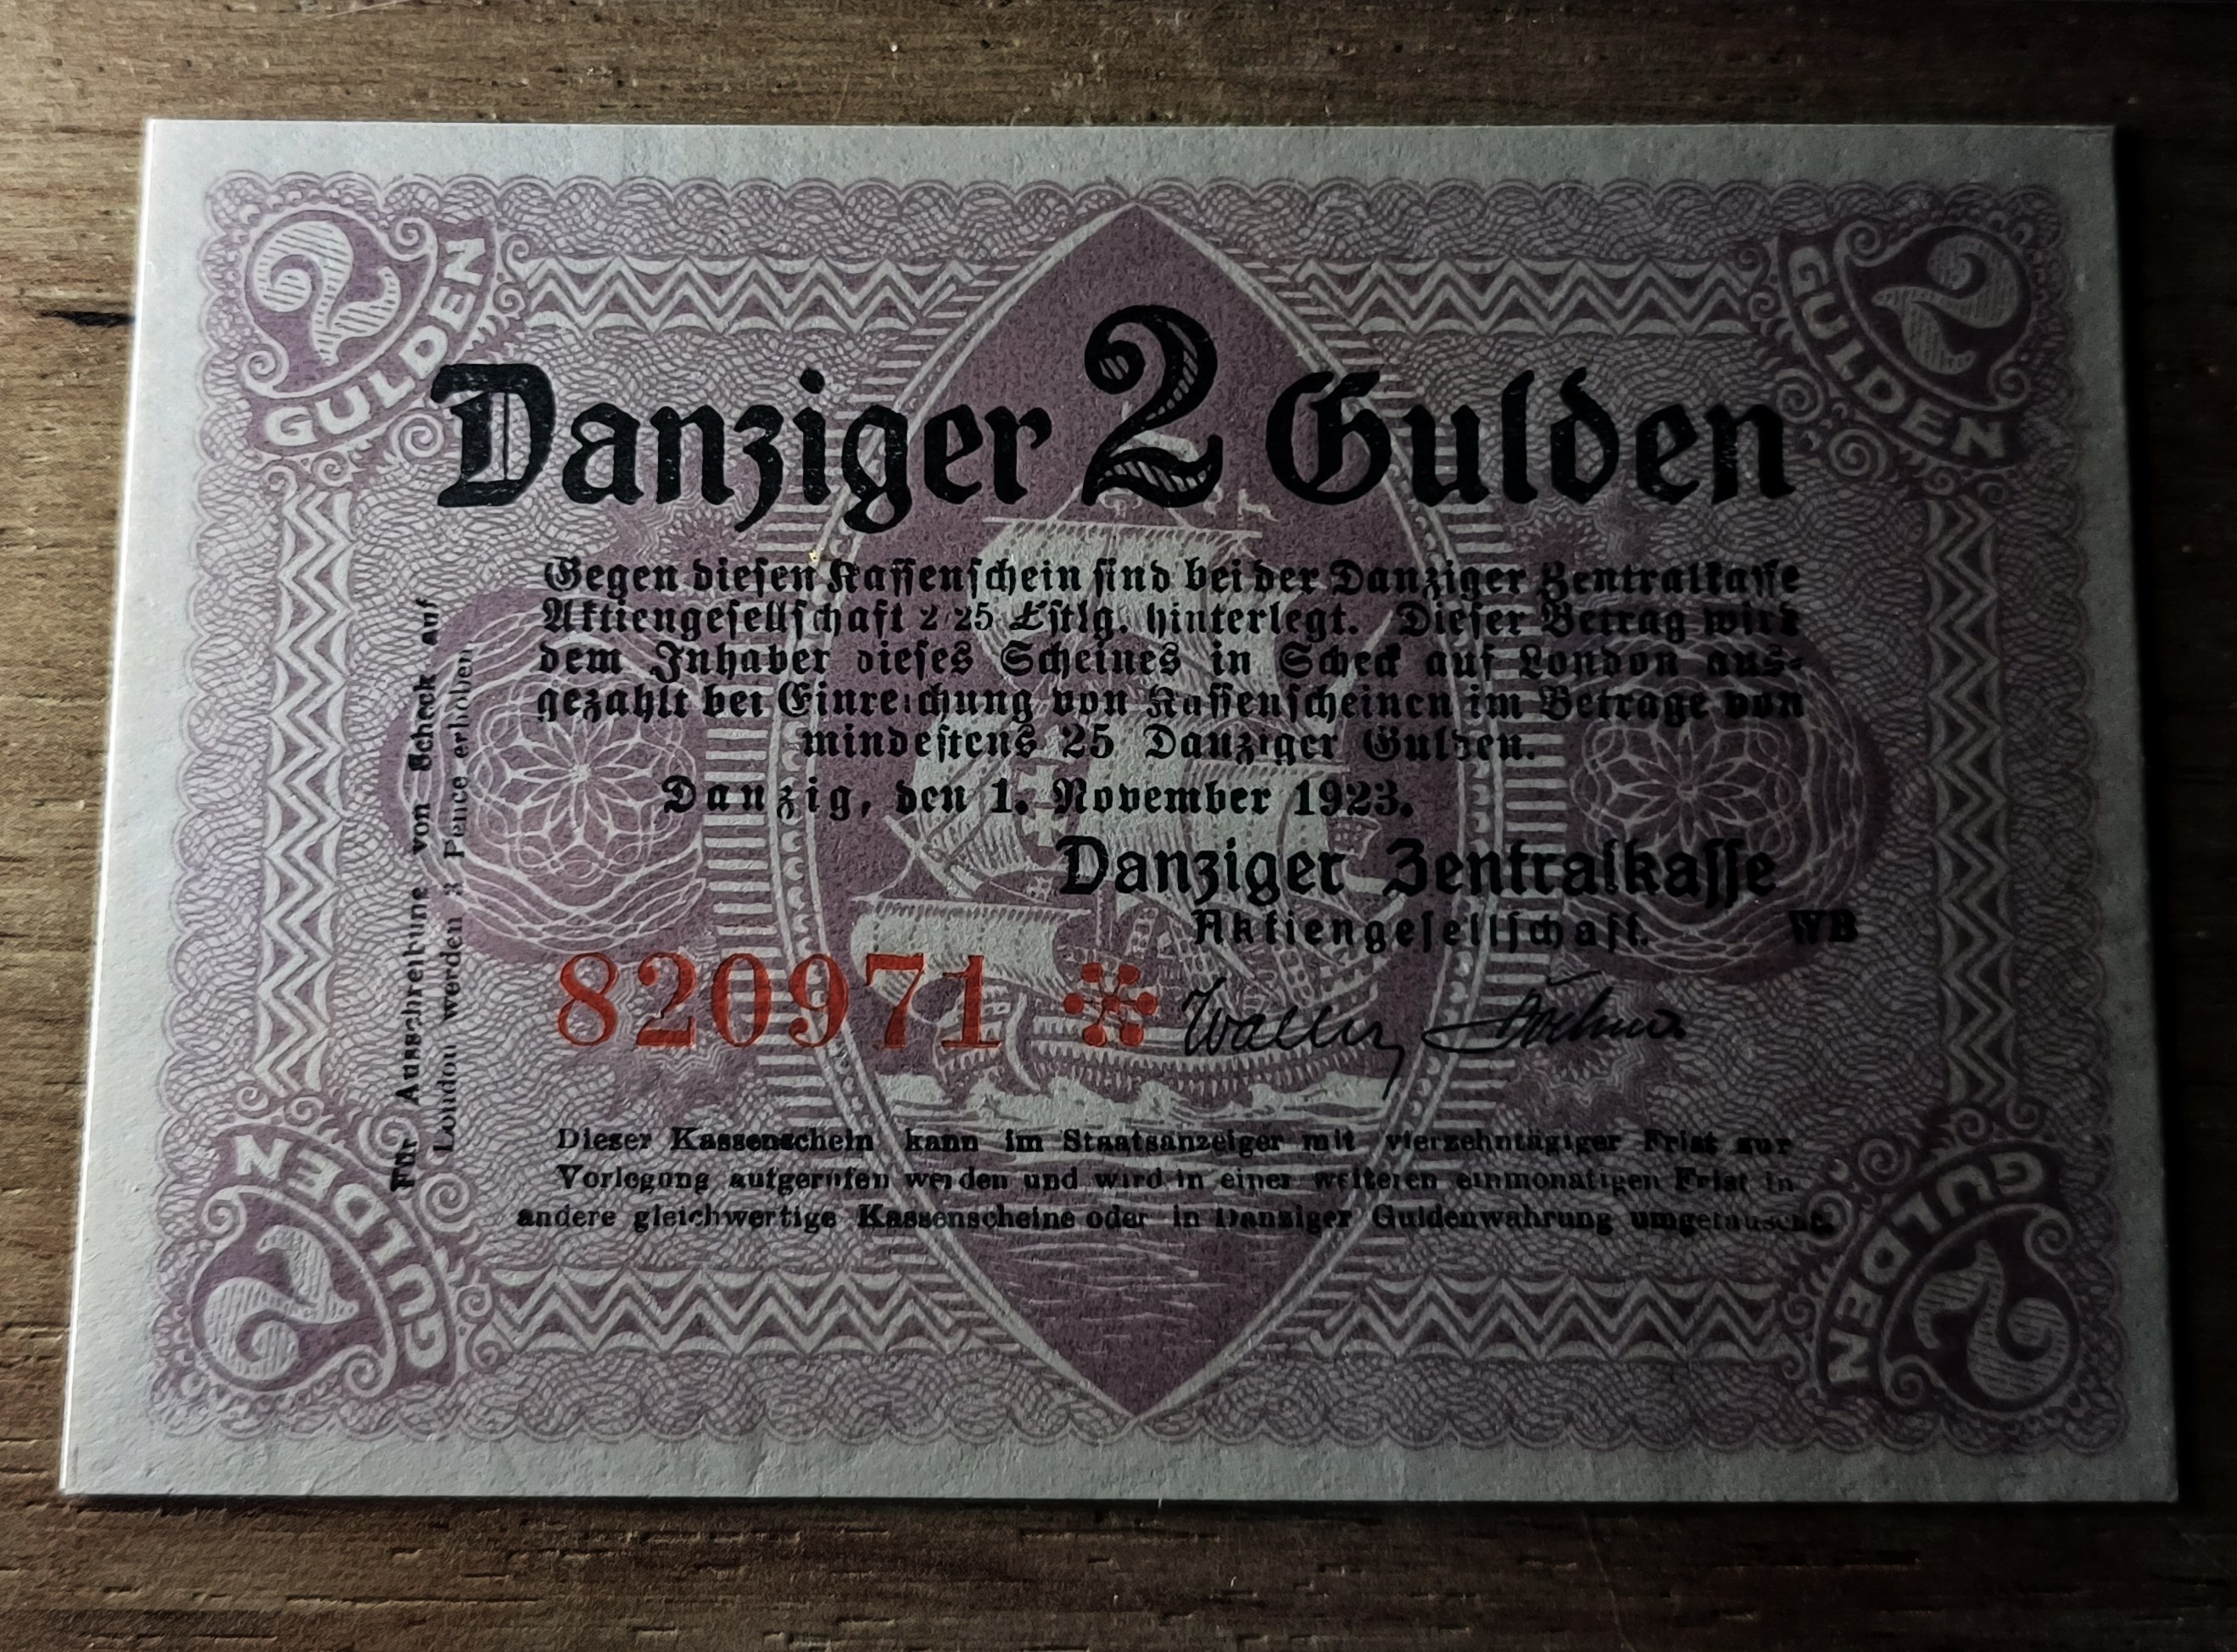 2 GULDEN
2 GULDEN
Danziger 2 Gulden
Gegen diesen Kassenschein sind bei der Danziger Zentralkasse
Aktiengesellschaft 2/25 £stlg. hinterlegt. Dieser Betrag wird
dem Inhaber dieses Scheines in Scheck auf London aus-
gezahlt bei Einreichung von Kassenscheinen im Betrage von
mindestens 25 Danziger Gulden.
Danzig, den 1. November 1923.
Danziger Zentralkasse
Aktiengesellschaft.
WB
820971
Für Ausschreibung von Scheck auf
London werden 3 Pence erhoben
Dieser Kassenschein kann im Staatsanzeiger mit vierzehntägiger Frist zur
Vorlegung aufgerufen werden und wird in einer weiteren einmonatigen Frist in
andere gleichwertige Kassenscheine oder in Danziger Guldenwährung umgetauscht.
2 GULDEN
2 GULDEN